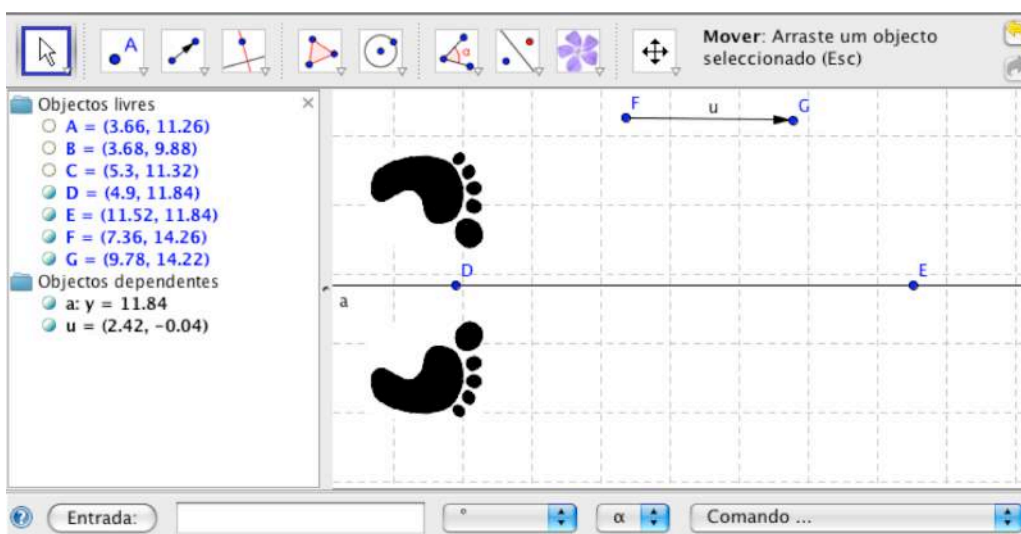 A
α
Mover: Arraste um objecto
seleccionado (Esc)
Objectos livres
A = (3.66, 11.26)
B = (3.68, 9.88)
C = (5.3, 11.32)
D = (4.9, 11.84)
E = (11.52, 11.84)
F = (7.36, 14.26)
G = (9.78, 14.22)
Objectos dependentes
a: y = 11.84
u = (2.42, -0.04)
F u G
D E
a
Entrada: ° α Comando ...